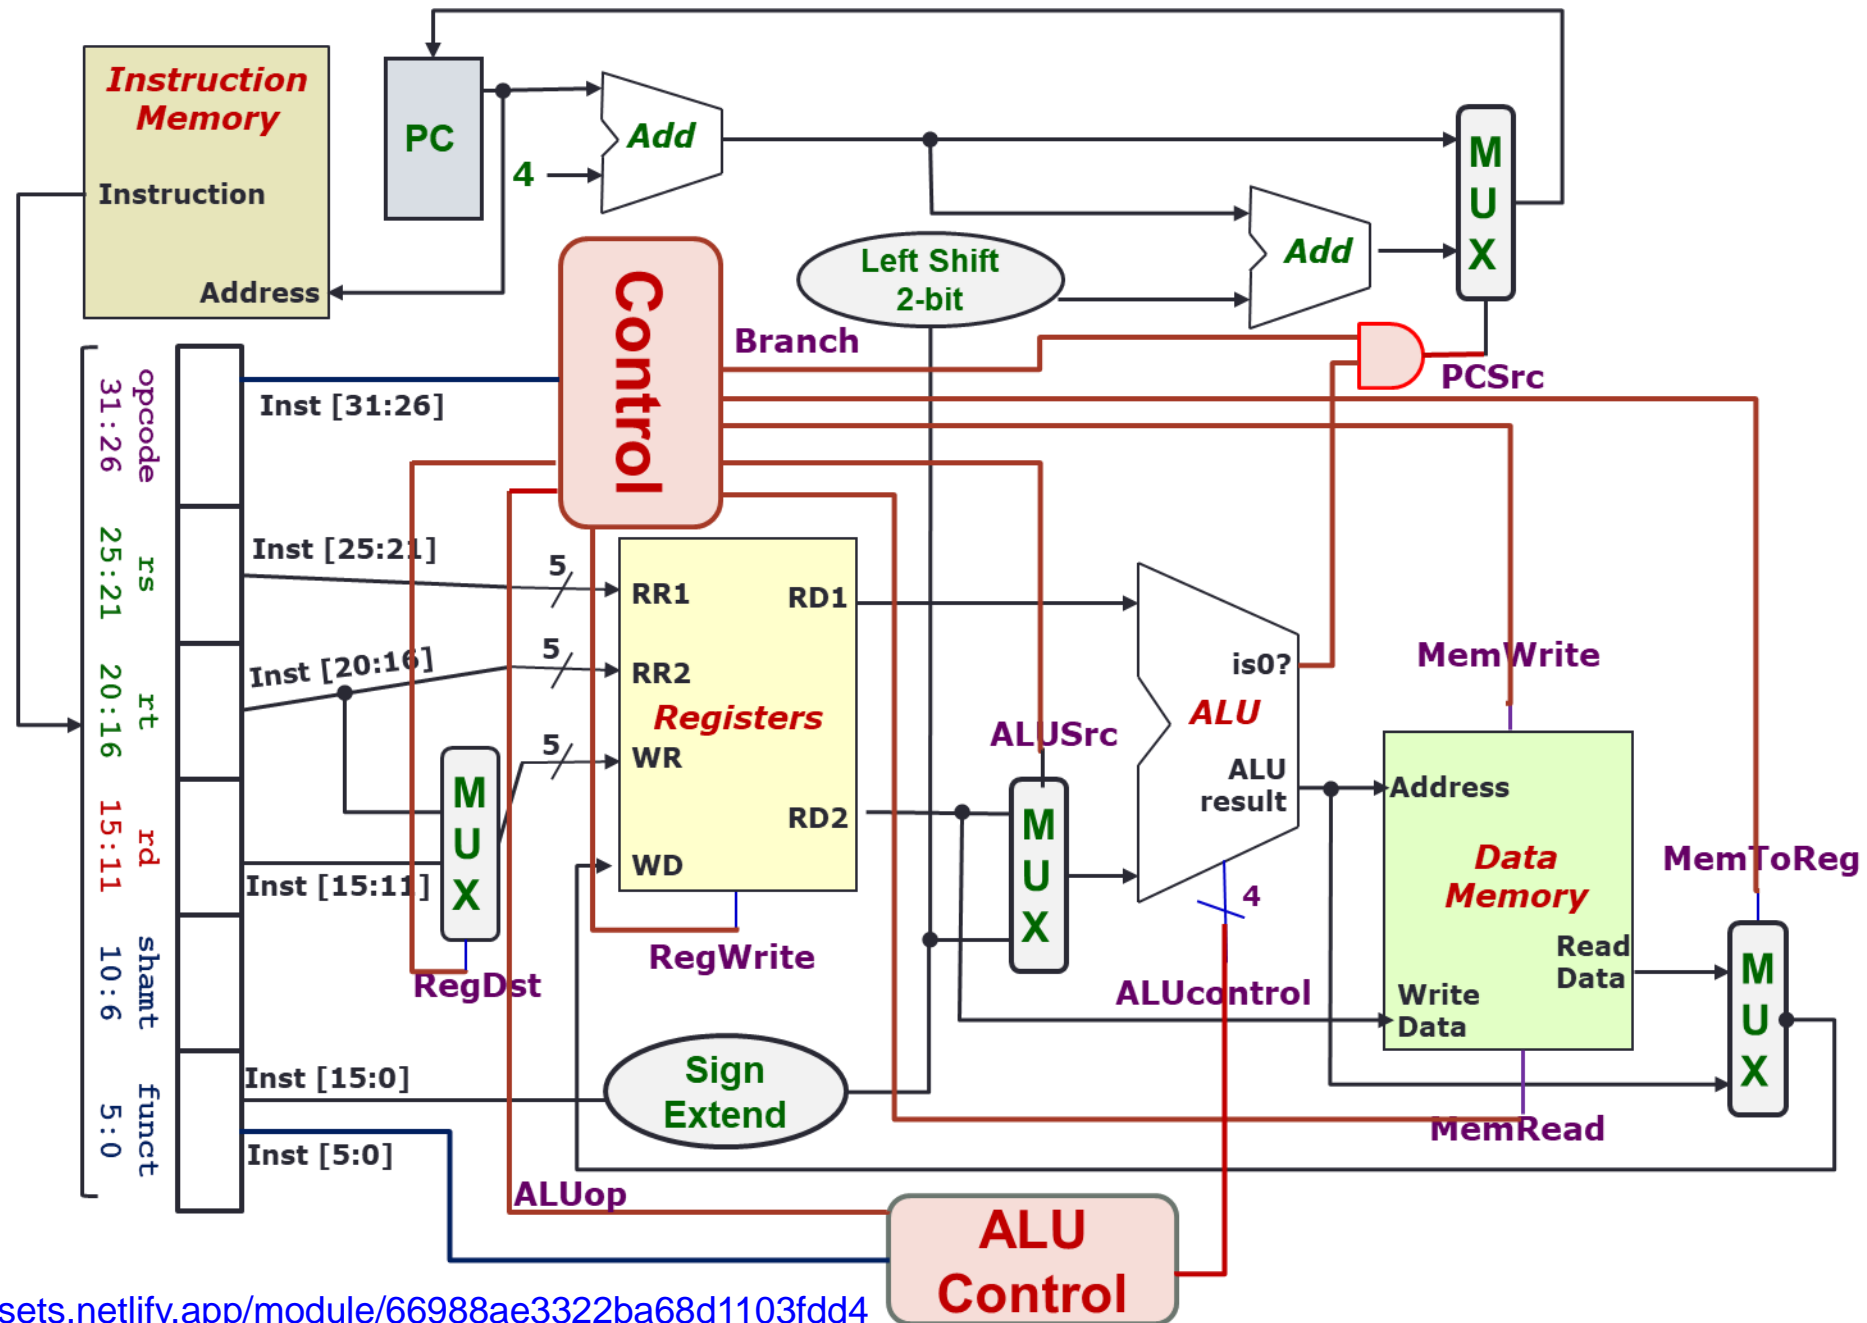 Instruction
Memory
Instruction
Address
PC
4
Add
Add
M
U
X
Left Shift
2-bit
Control
Branch
PCSrc
opcode
31:26
rs
25:21
rt
20:16
rd
15:11
shamt
10:6
funct
5:0
Inst [31:26]
Inst [25:21]
Inst [20:16]
Inst [15:11]
Inst [15:0]
Inst [5:0]
5
5
5
M
U
X
RegDst
RR1
RR2
WR
WD
RD1
RD2
Registers
RegWrite
Sign
Extend
ALUSrc
M
U
X
is0?
ALU
ALU
result
4
ALUcontrol
MemWrite
Address
Data
Memory
Read
Data
Write
Data
MemRead
MemToReg
M
U
X
ALUop
ALU
Control
sets.netlify.app/module/66988ae3322ba68d1103fdd4